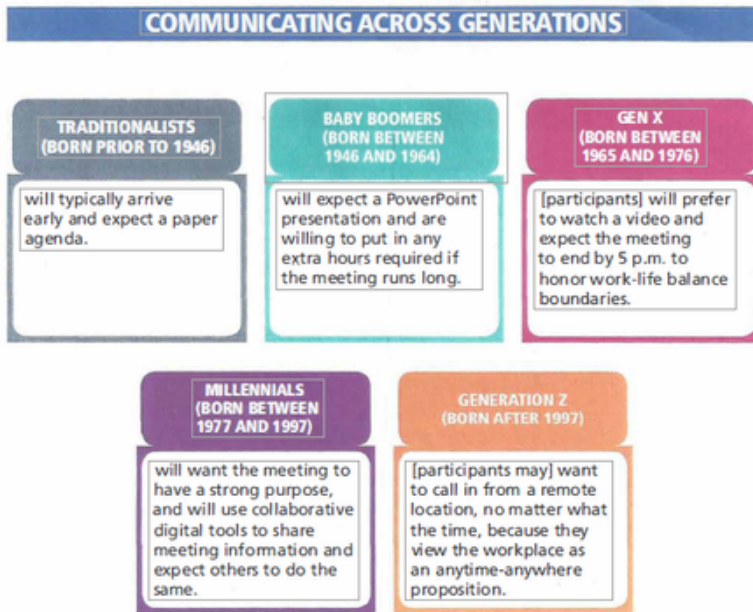 COMMUNICATING ACROSS GENERATIONS
TRADITIONALISTS
(BORN PRIOR TO 1946)
will typically arrive
early and expect a paper
agenda.
BABY BOOMERS
(BORN BETWEEN
1946 AND 1964)
will expect a PowerPoint
presentation and are
willing to put in any
extra hours required if
the meeting runs long.
GEN X
(BORN BETWEEN
1965 AND 1976)
[participants] will prefer
to watch a video and
expect the meeting
to end by 5 p.m. to
honor work-life balance
boundaries.
MILLENNIALS
(BORN BETWEEN
1977 AND 1997)
will want the meeting to
have a strong purpose,
and will use collaborative
digital tools to share
meeting information and
expect others to do the
same.
GENERATION Z
(BORN AFTER 1997)
[participants may] want
to call in from a remote
location, no matter what
the time, because they
view the workplace as
an anytime-anywhere
proposition.